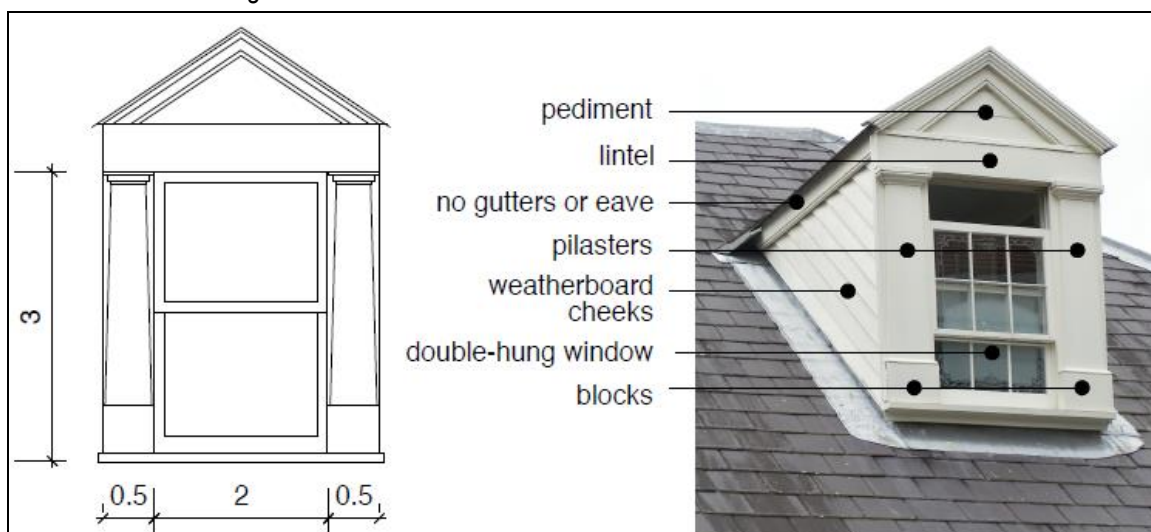 pediment
lintel
no gutters or eave
pilasters
weatherboard
cheeks
double-hung window
blocks
3
0.5
2
0.5